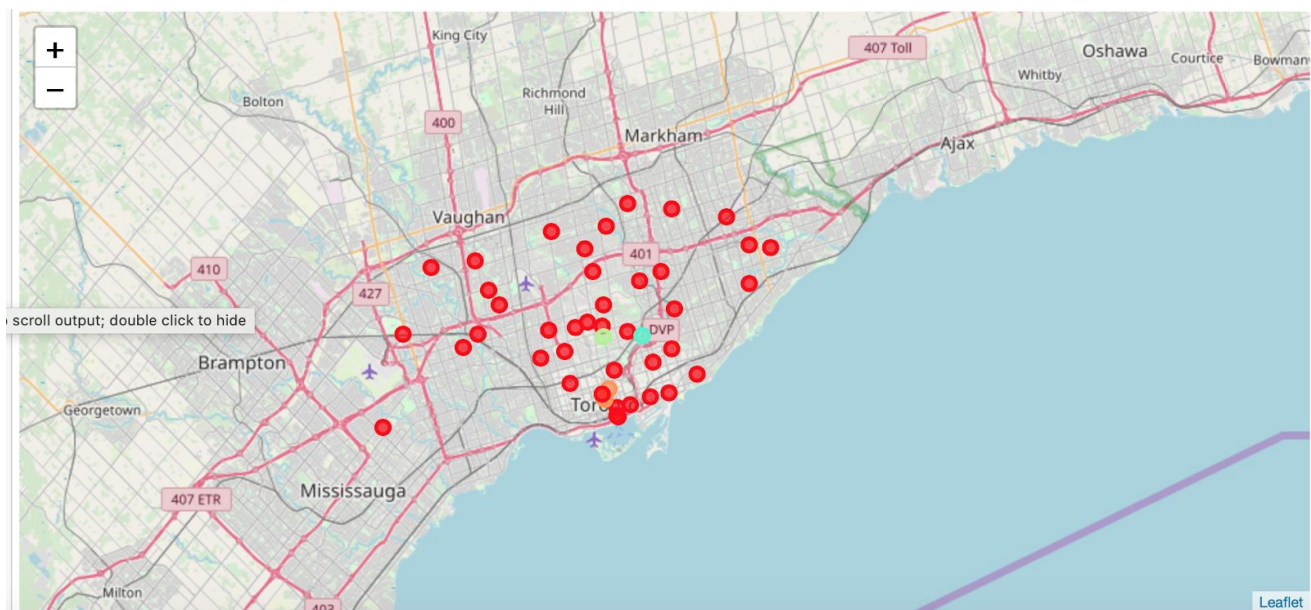 +
−
King City
Oshawa
407 Toll
Courtice
Bowman
Whitby
Richmond
Hill
Bolton
400
Markham
Ajax
Vaughan
401
410
427
scroll output; double click to hide
DVP
Brampton
Georgetown
Toro
Mississauga
407 ETR
Milton
403
Leaflet